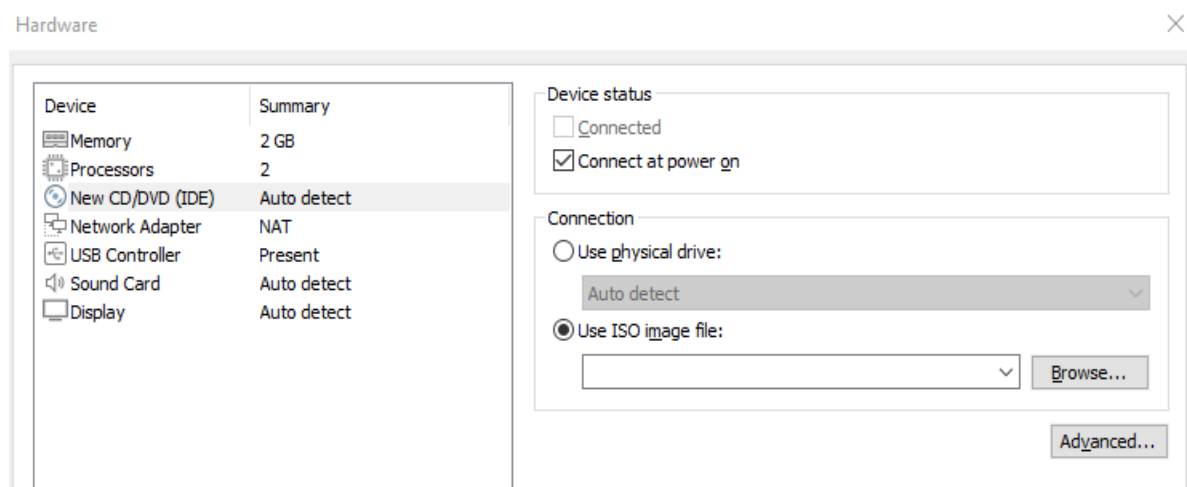 Hardware
Device Summary
Memory 2 GB
Processors 2
New CD/DVD (IDE) Auto detect
Network Adapter NAT
USB Controller Present
Sound Card Auto detect
Display Auto detect
Device status
Connected
Connect at power on
Connection
Use physical drive:
Auto detect
Use ISO image file:
Browse...
Advanced...